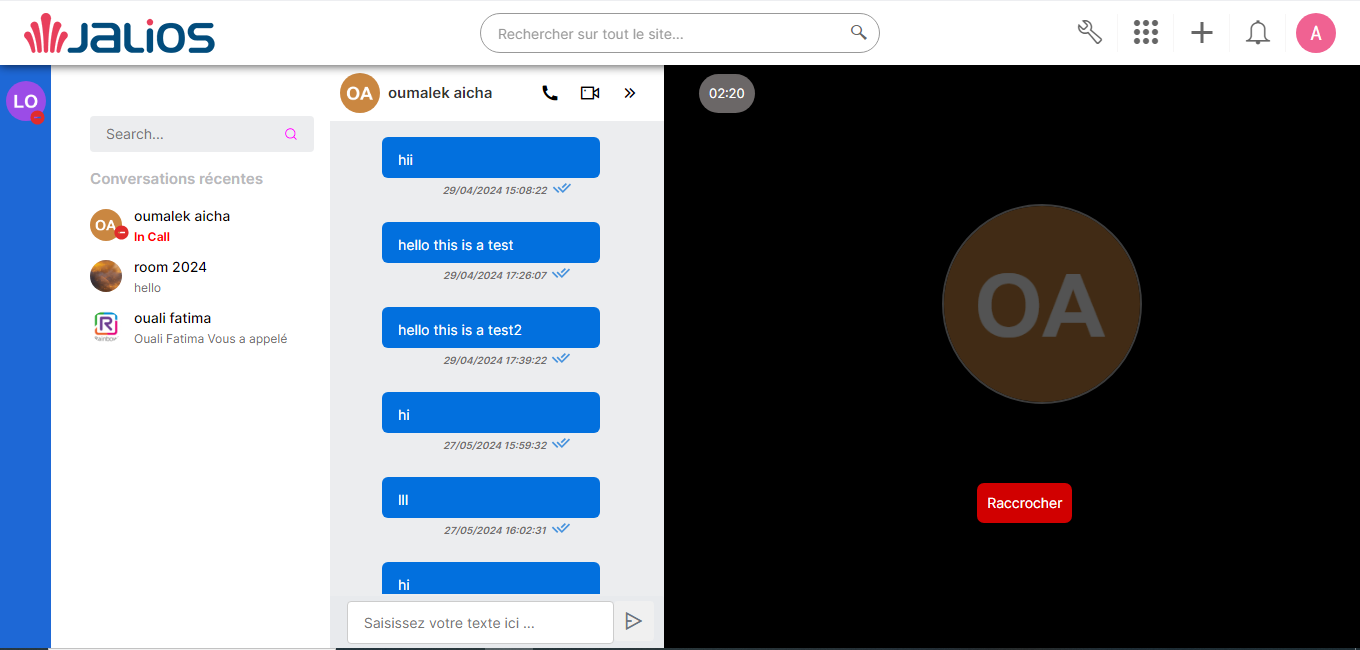 JALIOS
Rechercher sur tout le site...
A
LO
Search...
Conversations récentes
OA
oumalek aicha
In Call
room 2024
hello
R
Rainbow
ouali fatima
Ouali Fatima Vous a appelé
OA
oumalek aicha
hii
29/04/2024 15:08:22
hello this is a test
29/04/2024 17:26:07
hello this is a test2
29/04/2024 17:39:22
hi
27/05/2024 15:59:32
lll
27/05/2024 16:02:31
hi
Saisissez votre texte ici ...
02:20
OA
Raccrocher